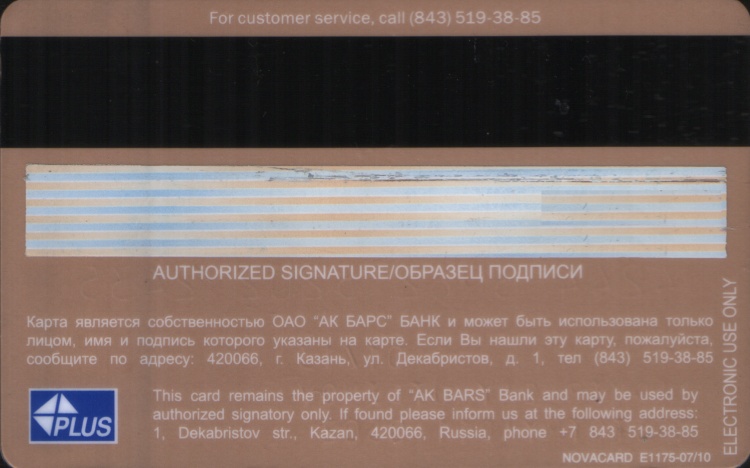 For customer service, call (843) 519-38-85
AUTHORIZED SIGNATURE/ОБРАЗЕЦ ПОДПИСИ
Карта является собственностью ОАО "АК БАРС" БАНК и может быть использована только
лицом, имя и подпись которого указаны на карте. Если Вы нашли эту карту, пожалуйста,
сообщите по адресу: 420066, г. Казань, ул. Декабристов, д. 1, тел (843) 519-38-85
ELECTRONIC USE ONLY
PLUS
This card remains the property of "AK BARS" Bank and may be used by
authorized signatory only. If found please inform us at the following address:
1, Dekabristov str., Kazan, 420066, Russia, phone +7 843 519-38-85
NOVACARD E1175-07/10